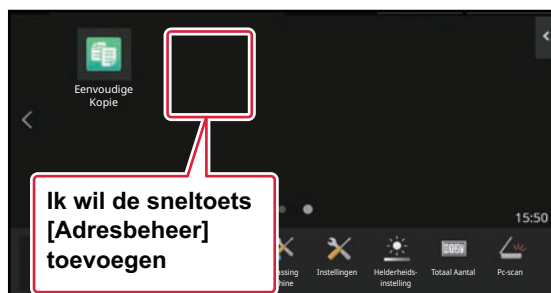 Eenvoudige
Kopie
Ik wil de sneltoets
[Adresbeheer]
toevoegen
15:50
Instellingen
Helderheids-
instelling
Totaal Aantal
Pc-scan